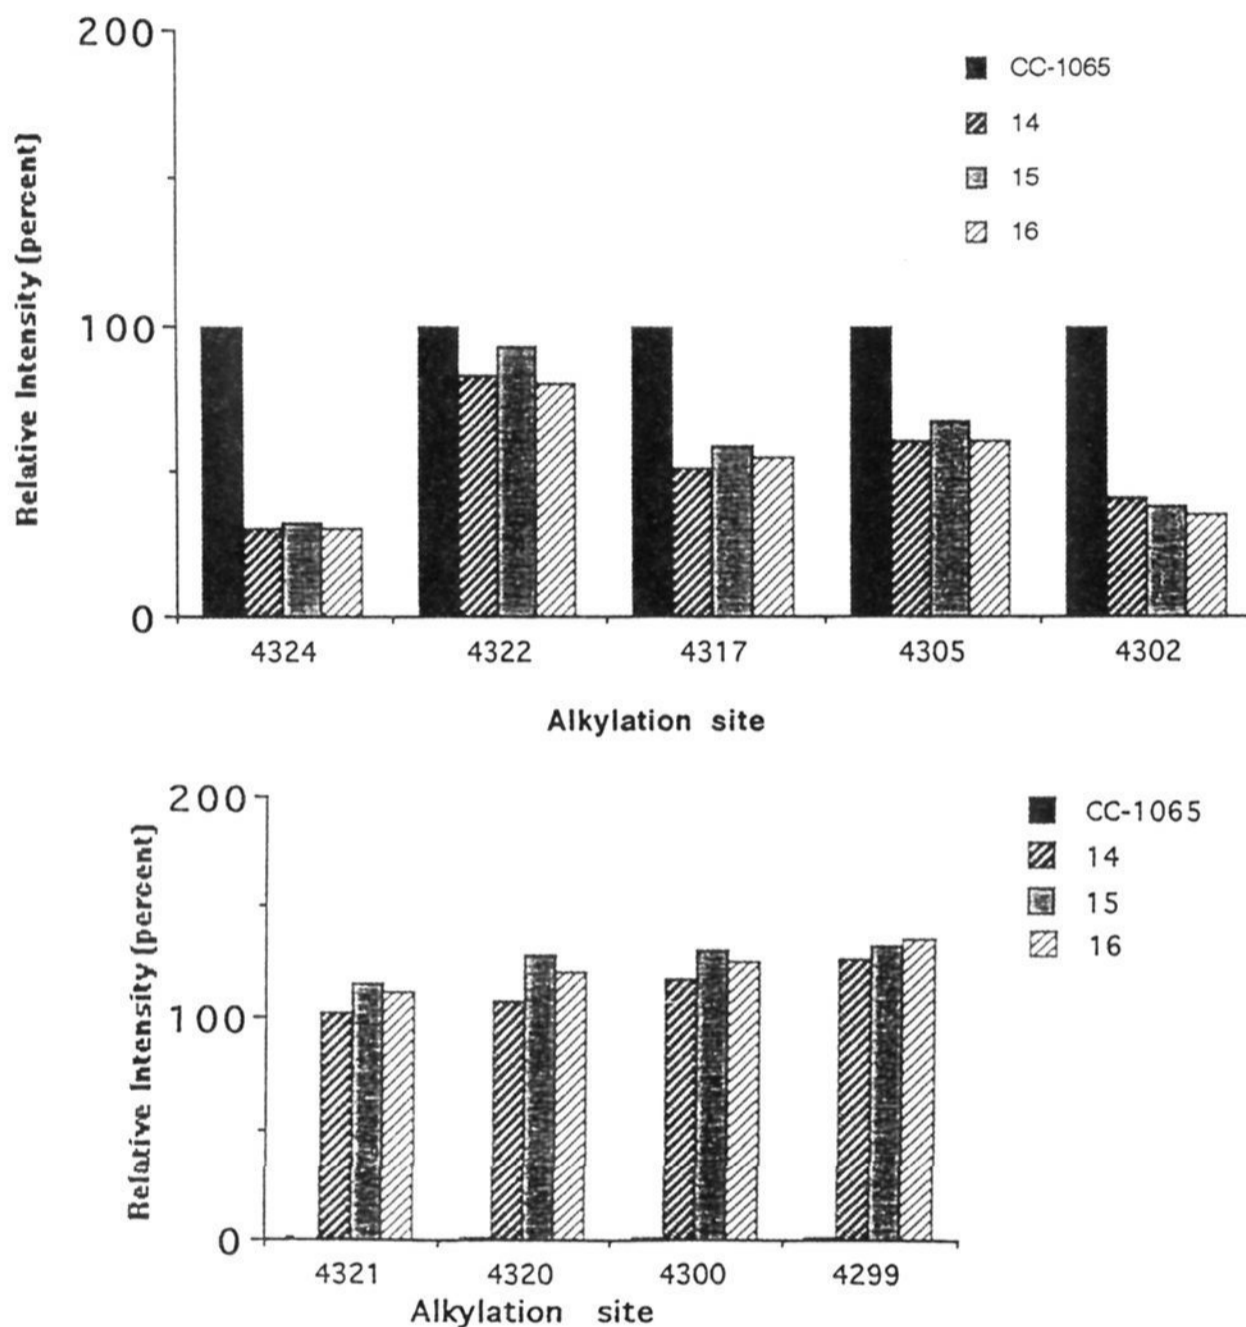 200
100
0
Relative Intensity (percent)
CC-1065
14
15
16
4324 4322 4317 4305 4302
Alkylation site
200
100
0
Relative Intensity (percent)
CC-1065
14
15
16
4321 4320 4300 4299
Alkylation site